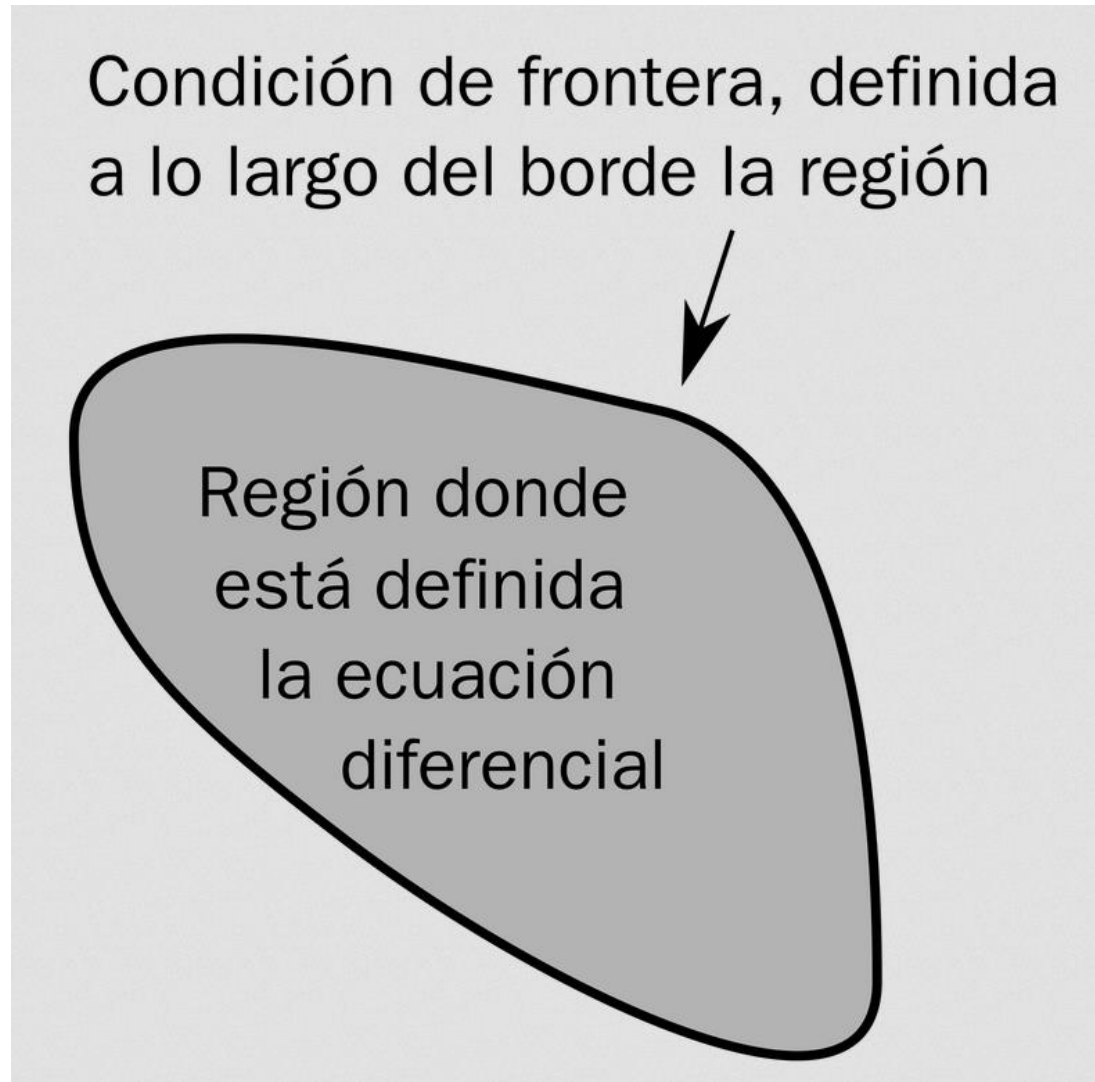 Condición de frontera, definida
a lo largo del borde la región
Región donde
está definida
la ecuación
diferencial